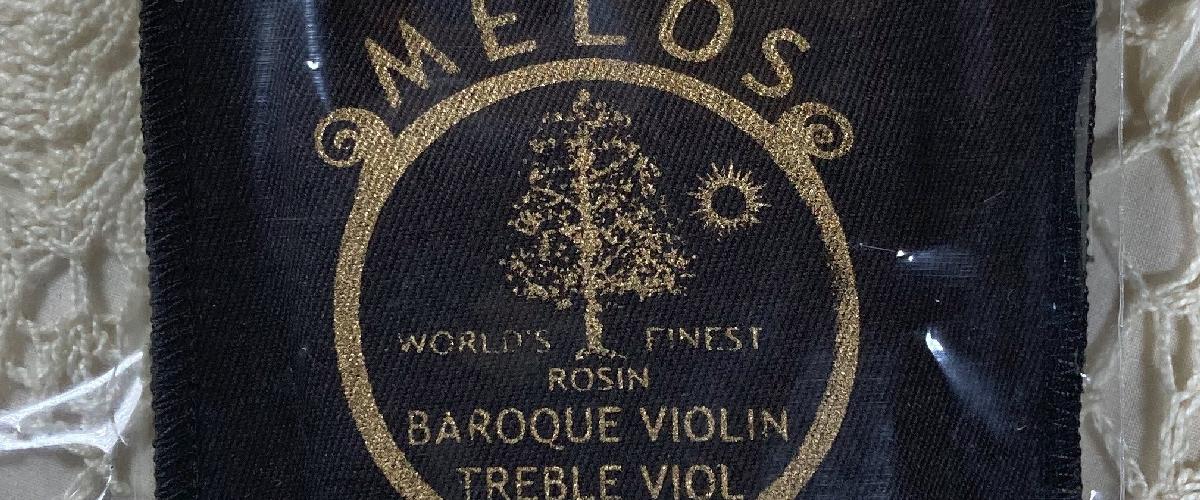 MELOS
WORLD'S FINEST
ROSIN
BAROQUE VIOLIN
TREBLE VIOL